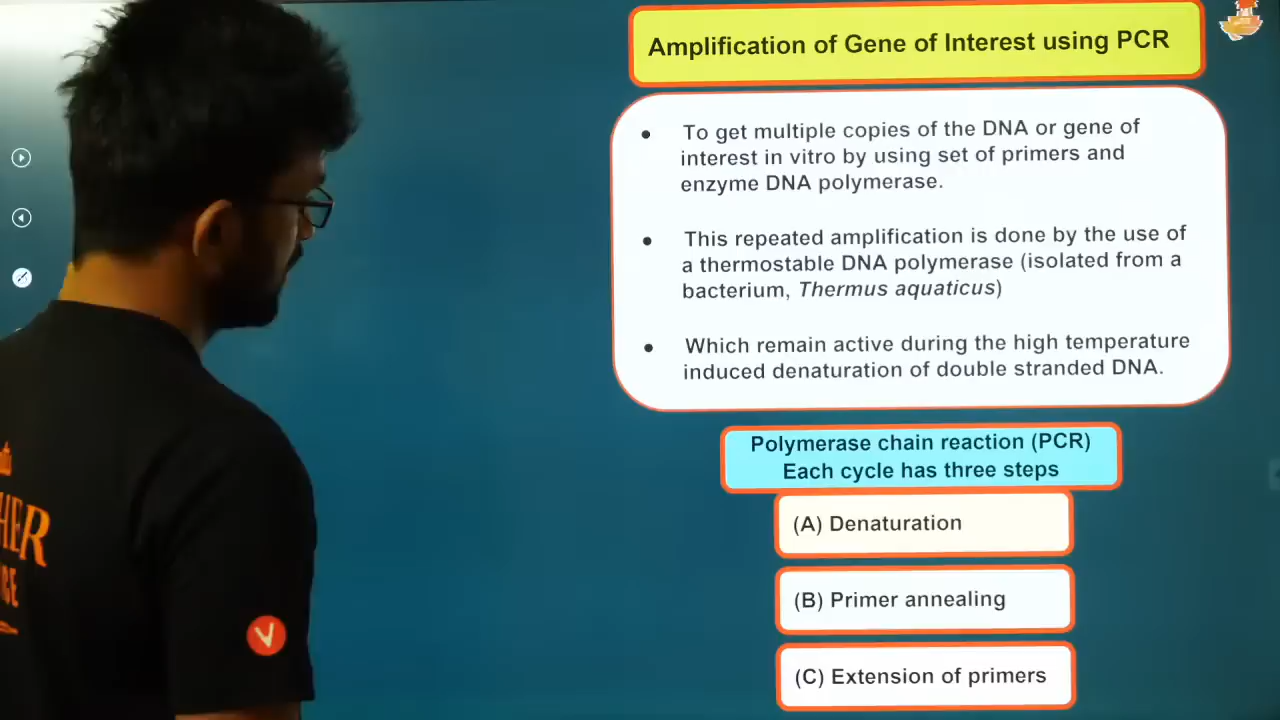 Amplification of Gene of Interest using PCR
• To get multiple copies of the DNA or gene of
interest in vitro by using set of primers and
enzyme DNA polymerase.
• This repeated amplification is done by the use of
a thermostable DNA polymerase (isolated from a
bacterium, Thermus aquaticus)
• Which remain active during the high temperature
induced denaturation of double stranded DNA.
Polymerase chain reaction (PCR)
Each cycle has three steps
(A) Denaturation
(B) Primer annealing
(C) Extension of primers
HER
V